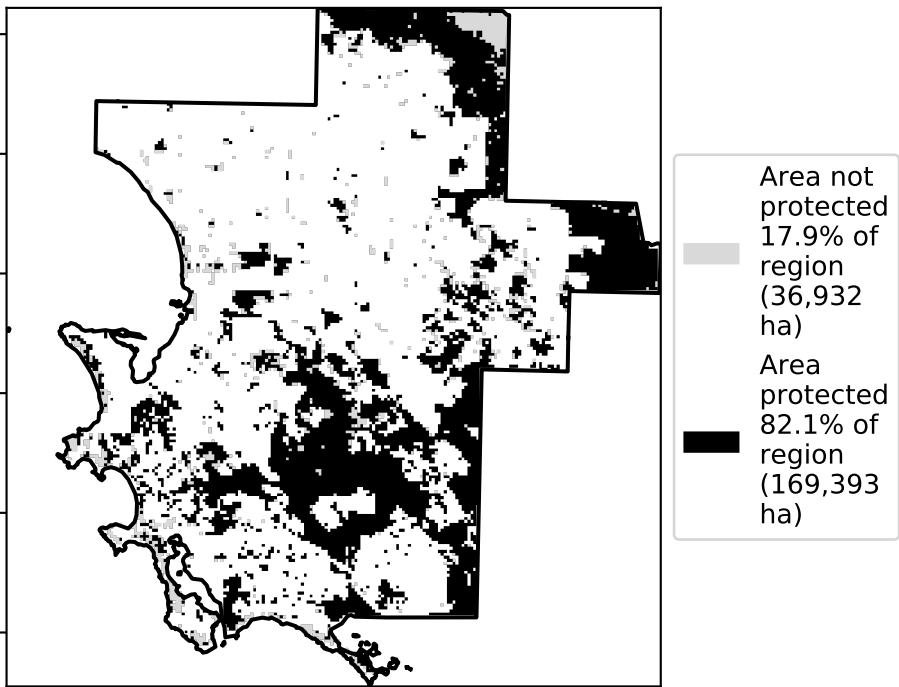 Area not
protected
17.9% of
region
(36,932
ha)
Area
protected
82.1% of
region
(169,393
ha)